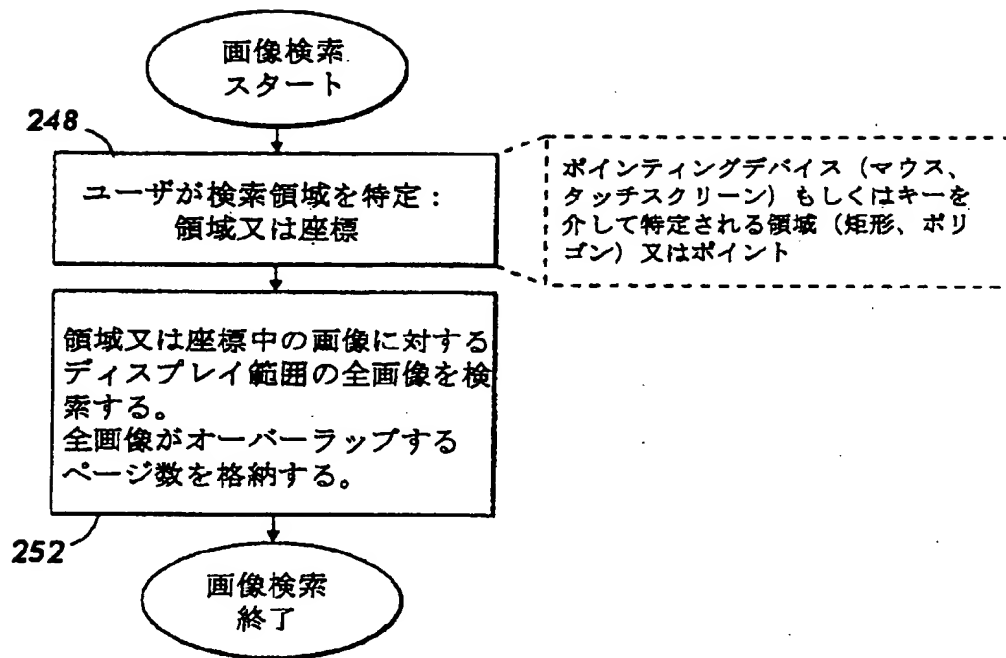 画像検索
スタート
248
ユーザが検索領域を特定:
領域又は座標
ポインティングデバイス(マウス、
タッチスクリーン)もしくはキーを
介して特定される領域(矩形、ポリ
ゴン)又はポイント
領域又は座標中の画像に対する
ディスプレイ範囲の全画像を検
索する。
全画像がオーバーラップする
ページ数を格納する。
252
画像検索
終了